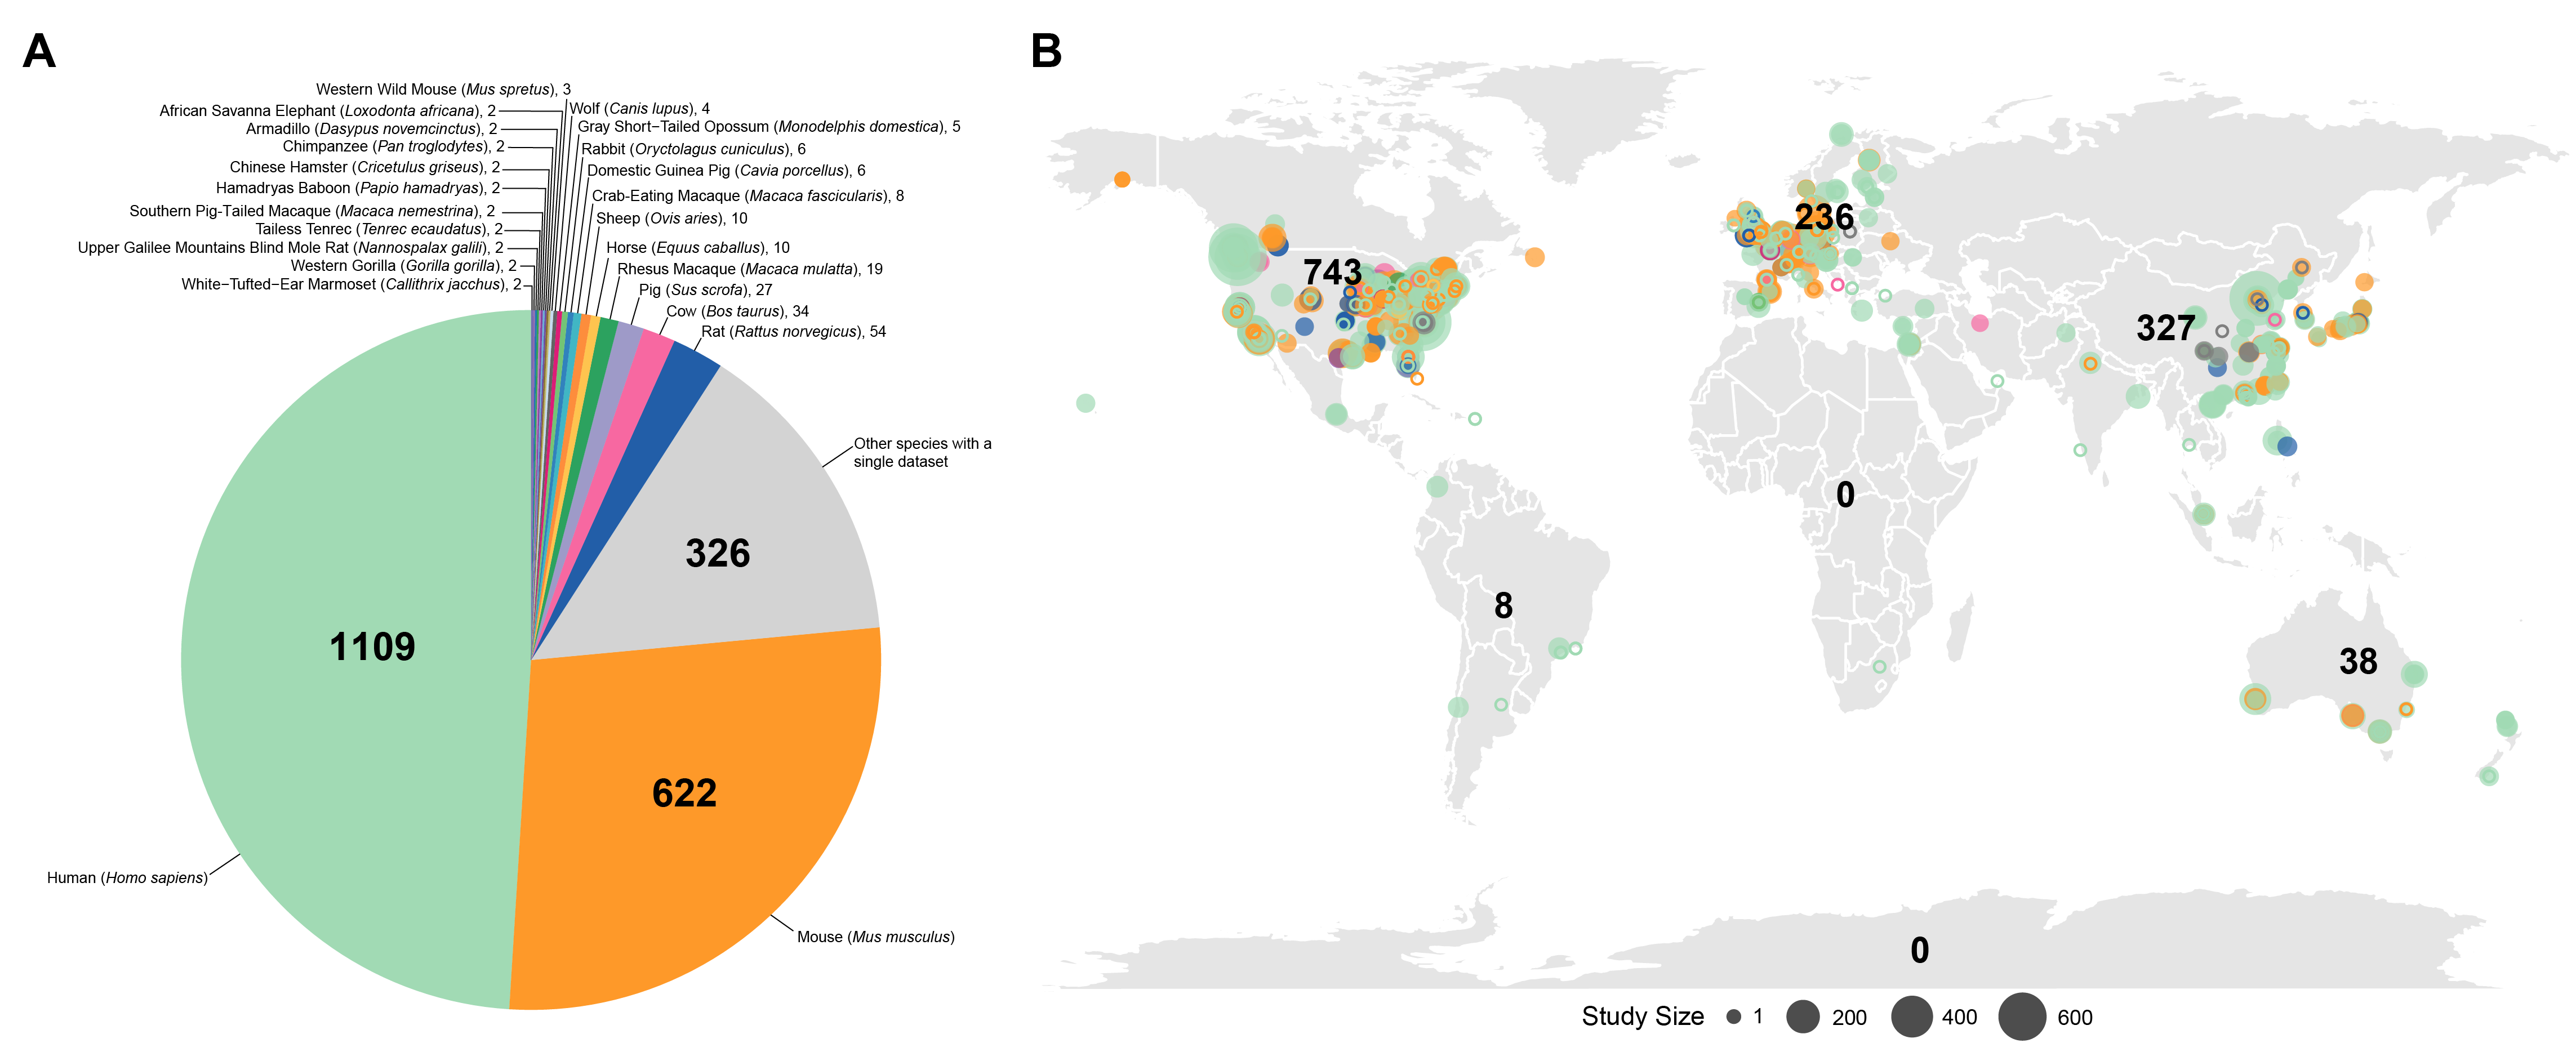 A
Western Wild Mouse (Mus spretus), 3
African Savanna Elephant (Loxodonta africana), 2
Armadillo (Dasypus novemcinctus), 2
Chimpanzee (Pan troglodytes), 2
Chinese Hamster (Cricetulus griseus), 2
Hamadryas Baboon (Papio hamadryas), 2
Southern Pig-Tailed Macaque (Macaca nemestrina), 2
Tailess Tenrec (Tenrec ecaudatus), 2
Upper Galilee Mountains Blind Mole Rat (Nannospalax galili), 2
Western Gorilla (Gorilla gorilla), 2
White−Tufted−Ear Marmoset (Callithrix jacchus), 2
Wolf (Canis lupus), 4
Gray Short−Tailed Opossum (Monodelphis domestica), 5
Rabbit (Oryctolagus cuniculus), 6
Domestic Guinea Pig (Cavia porcellus), 6
Crab-Eating Macaque (Macaca fascicularis), 8
Sheep (Ovis aries), 10
Horse (Equus caballus), 10
Rhesus Macaque (Macaca mulatta), 19
Pig (Sus scrofa), 27
Cow (Bos taurus), 34
Rat (Rattus norvegicus), 54
Other species with a
single dataset
326
1109
622
Human (Homo sapiens)
Mouse (Mus musculus)
B
743
236
327
0
8
38
0
Study Size 1 200 400 600